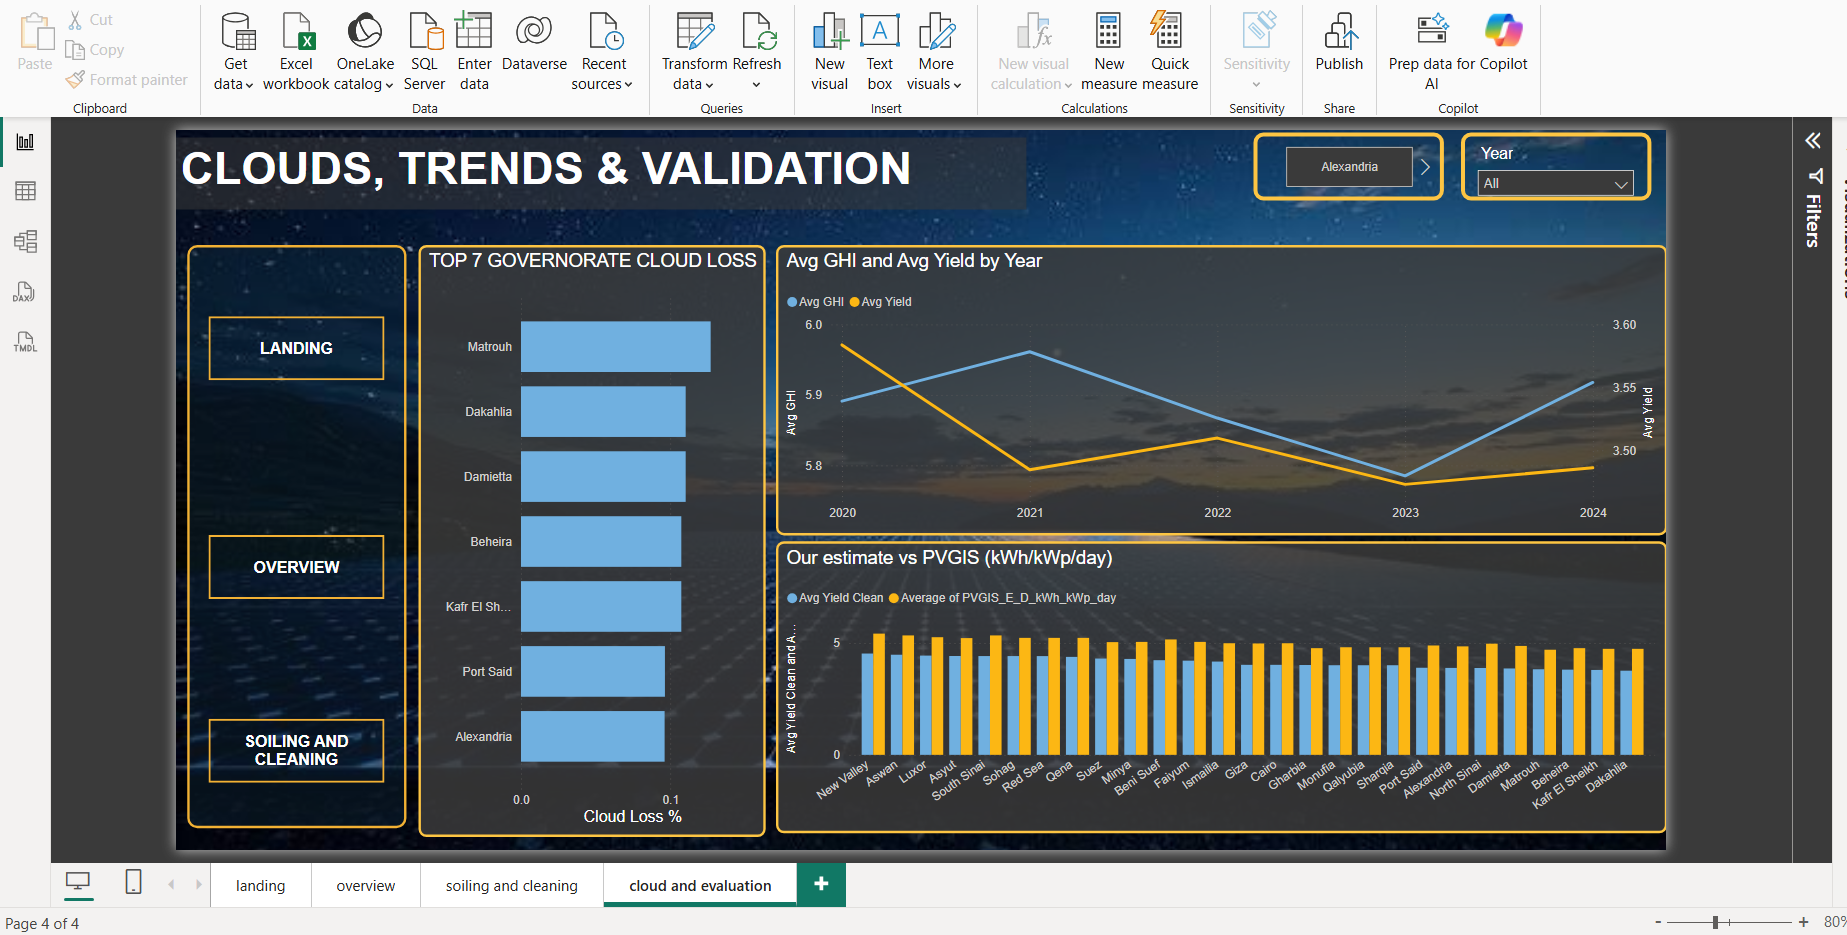 Paste
Cut
Copy
Format painter
Clipboard
Get data
Excel workbook
OneLake catalog
SQL Server
Enter data
Dataverse
Recent sources
Data
Transform data
Refresh
Queries
New visual
Text box
More visuals
Insert
New visual calculation
New measure
Quick measure
Calculations
Sensitivity
Sensitivity
Publish
Share
Prep data for AI
Copilot
Copilot
DAX
TMDL
CLOUDS, TRENDS & VALIDATION
Alexandria
Year
All
Filters
LANDING
OVERVIEW
SOILING AND
CLEANING
TOP 7 GOVERNORATE CLOUD LOSS
Matrouh
Dakahlia
Damietta
Beheira
Kafr El Sh...
Port Said
Alexandria
0.0 0.1
Cloud Loss %
Avg GHI and Avg Yield by Year
Avg GHI Avg Yield
6.0
5.9
5.8
Avg GHI
3.60
3.55
3.50
Avg Yield
2020 2021 2022 2023 2024
Our estimate vs PVGIS (kWh/kWp/day)
Avg Yield Clean Average of PVGIS_E_D_kWh_kWp_day
Avg Yield Clean and A...
5
0
New Valley
Aswan
Luxor
Asyut
South Sinai
Sohag
Red Sea
Qena
Suez
Minya
Beni Suef
Faiyum
Ismailia
Giza
Cairo
Gharbia
Monufia
Qalyubia
Sharqia
Port Said
Alexandria
North Sinai
Damietta
Matrouh
Beheira
Kafr El Sheikh
Dakahlia
landing
overview
soiling and cleaning
cloud and evaluation
+
Page 4 of 4
- + 80%